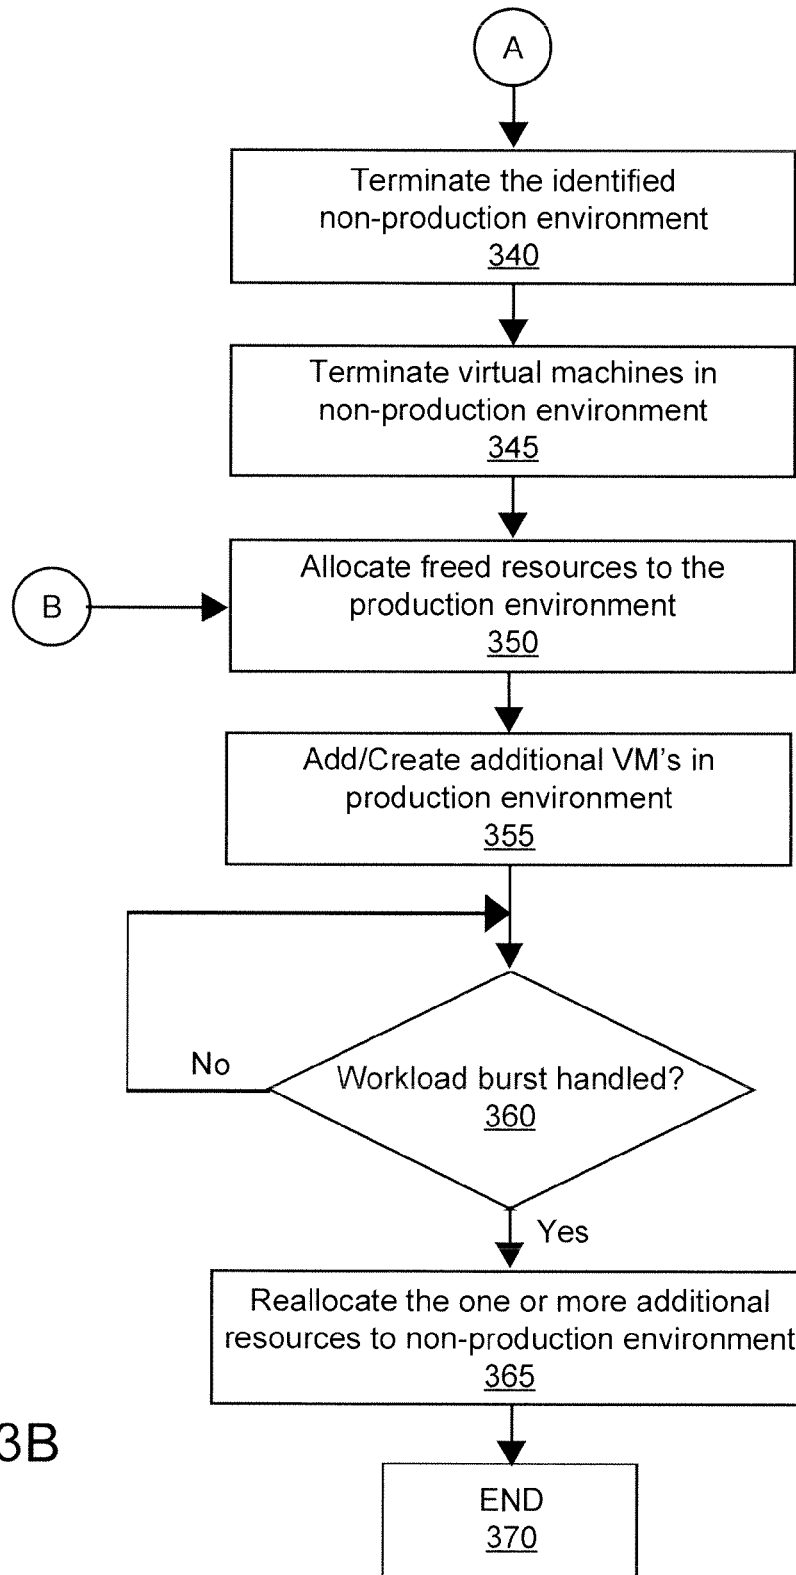 A
Terminate the identified
non-production environment
340
Terminate virtual machines in
non-production environment
345
B
Allocate freed resources to the
production environment
350
Add/Create additional VM's in
production environment
355
No
Workload burst handled?
360
Yes
Reallocate the one or more additional
resources to non-production environment
365
3B
END
370